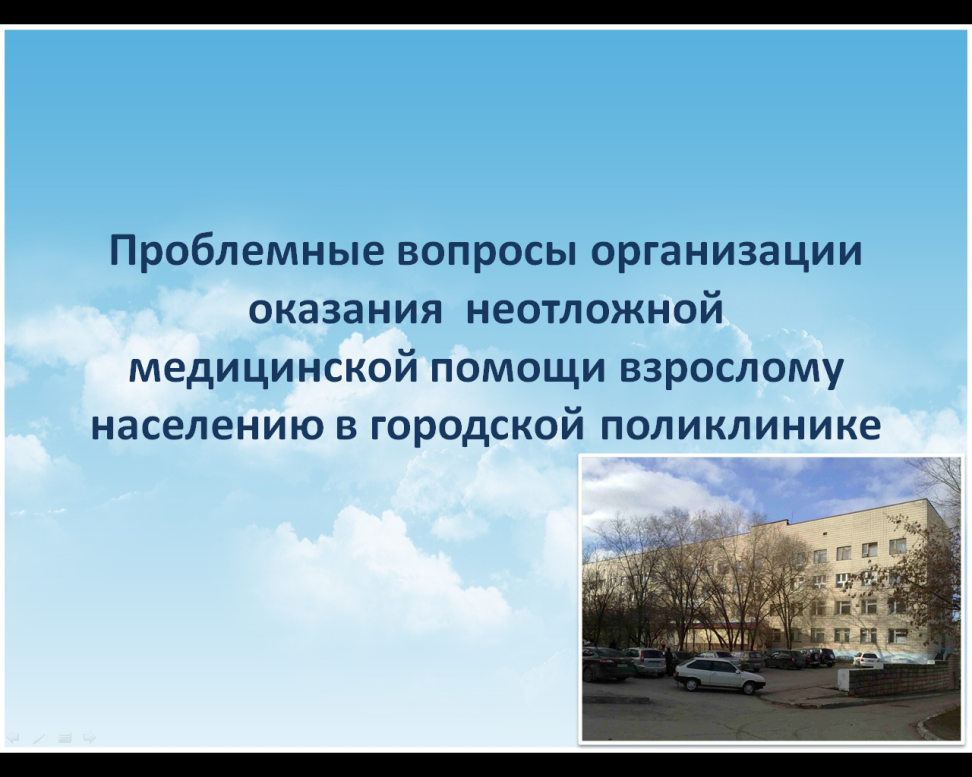 Проблемные вопросы организации
оказания  неотложной
медицинской помощи взрослому
населению в городской поликлинике